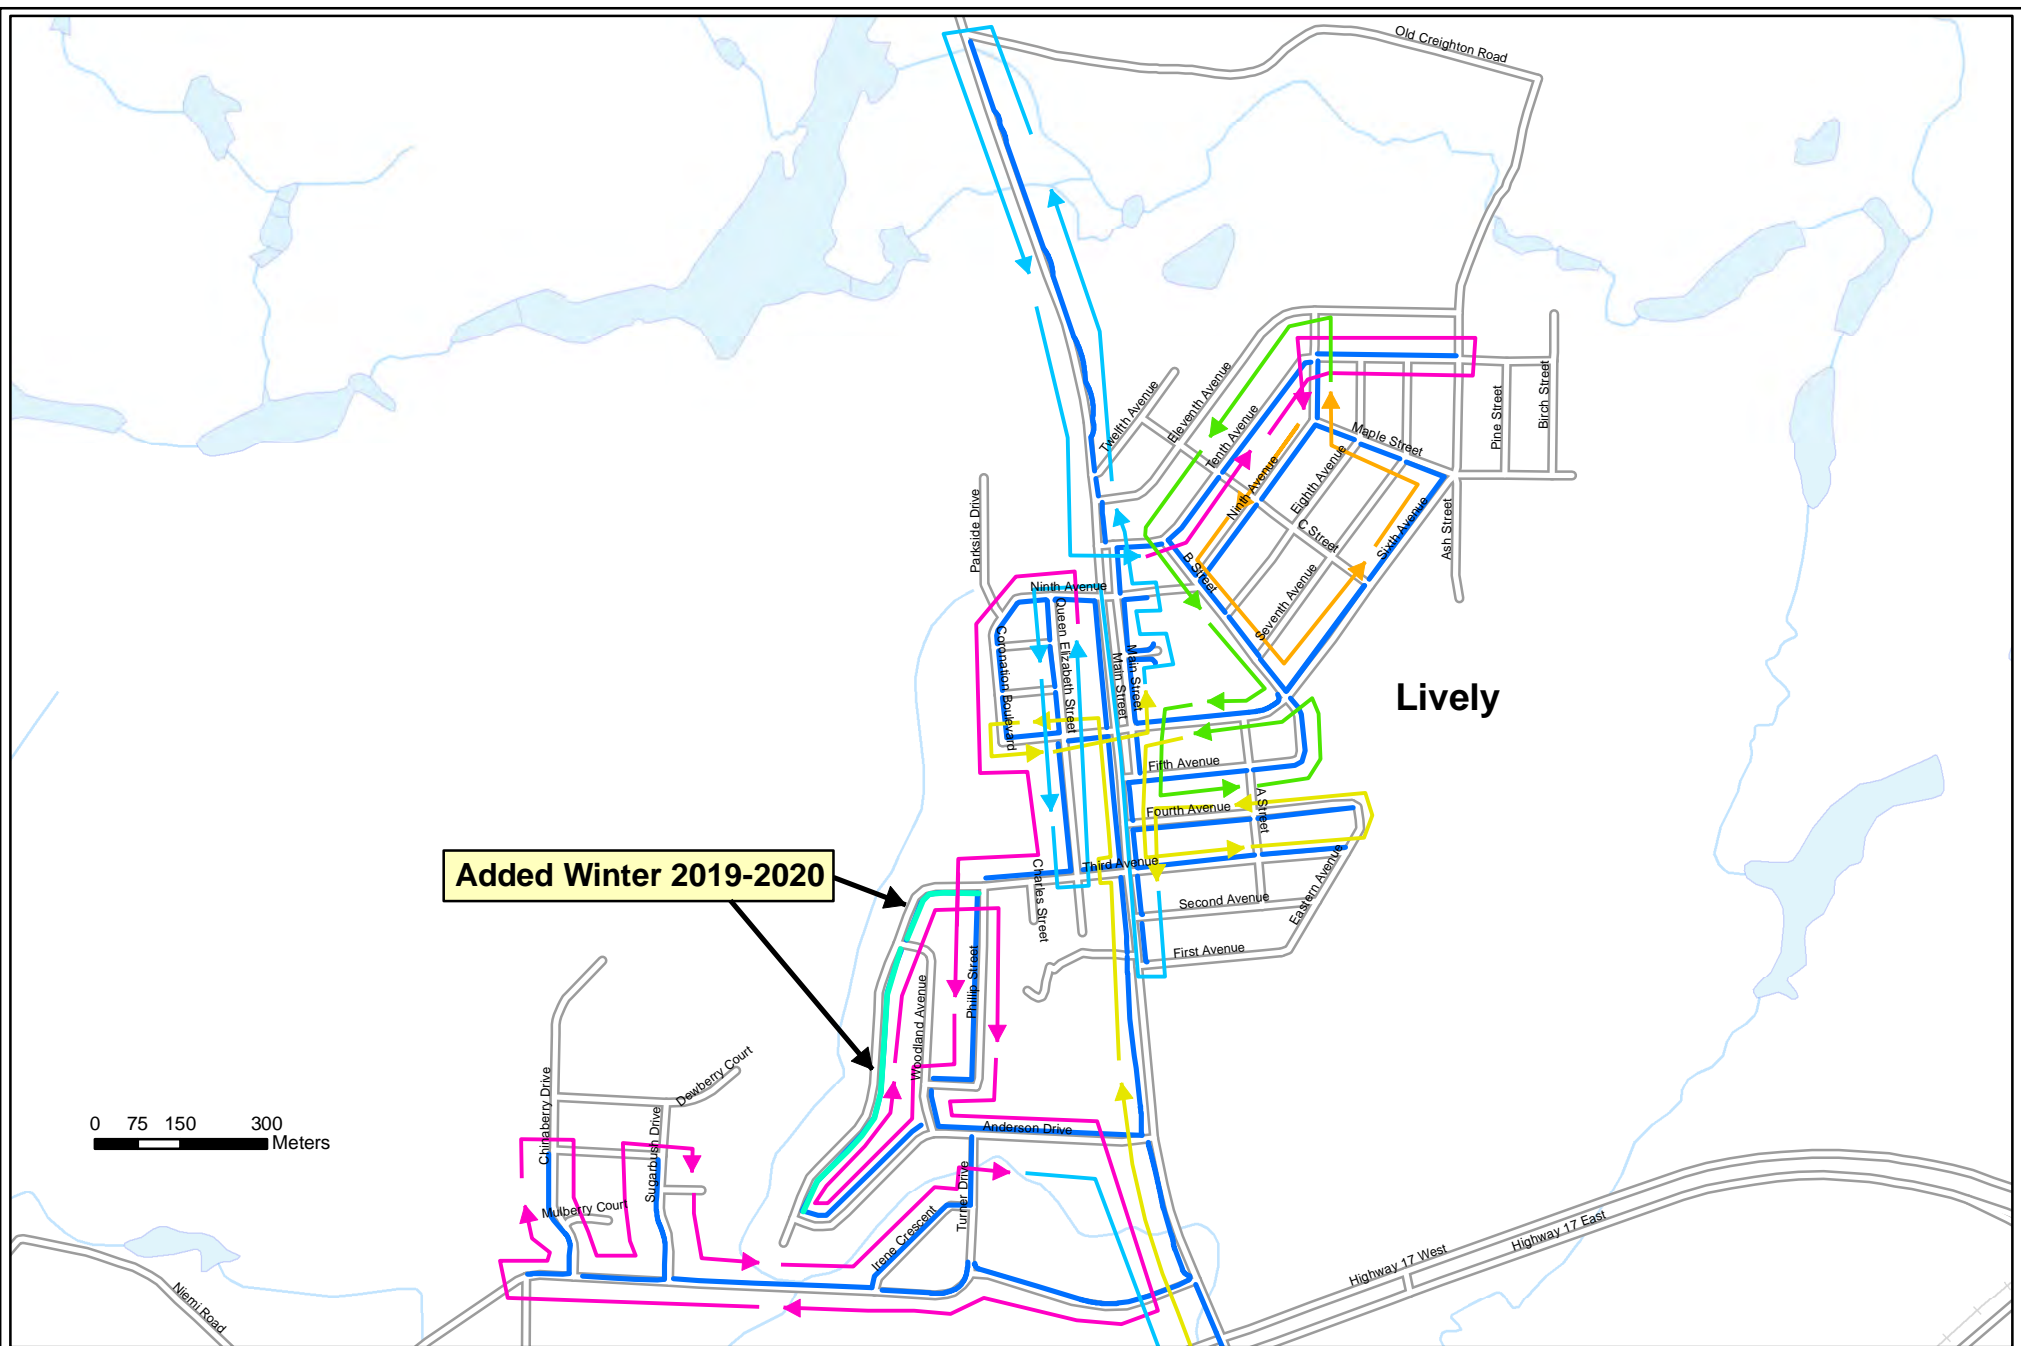 Old Creighton Road
Twelfth Avenue
Eleventh Avenue
Tenth Avenue
Ninth Avenue
Maple Street
Eighth Avenue
C Street
Sixth Avenue
Pine Street
Birch Street
Ash Street
Parkside Drive
B Street
Seventh Avenue
Ninth Avenue
Coronation Boulevard
Queen Elizabeth Street
Main Street
Main Street
Lively
Fifth Avenue
Fourth Avenue
A Street
Third Avenue
Added Winter 2019-2020
Charles Street
Second Avenue
Eastern Avenue
First Avenue
Phillip Street
Woodland Avenue
Dewberry Court
Chinaberry Drive
Sugarbush Drive
Anderson Drive
0 75 150 300
Meters
Mulberry Court
Turner Drive
Irene Crescent
Highway 17 West
Highway 17 East
Niemi Road